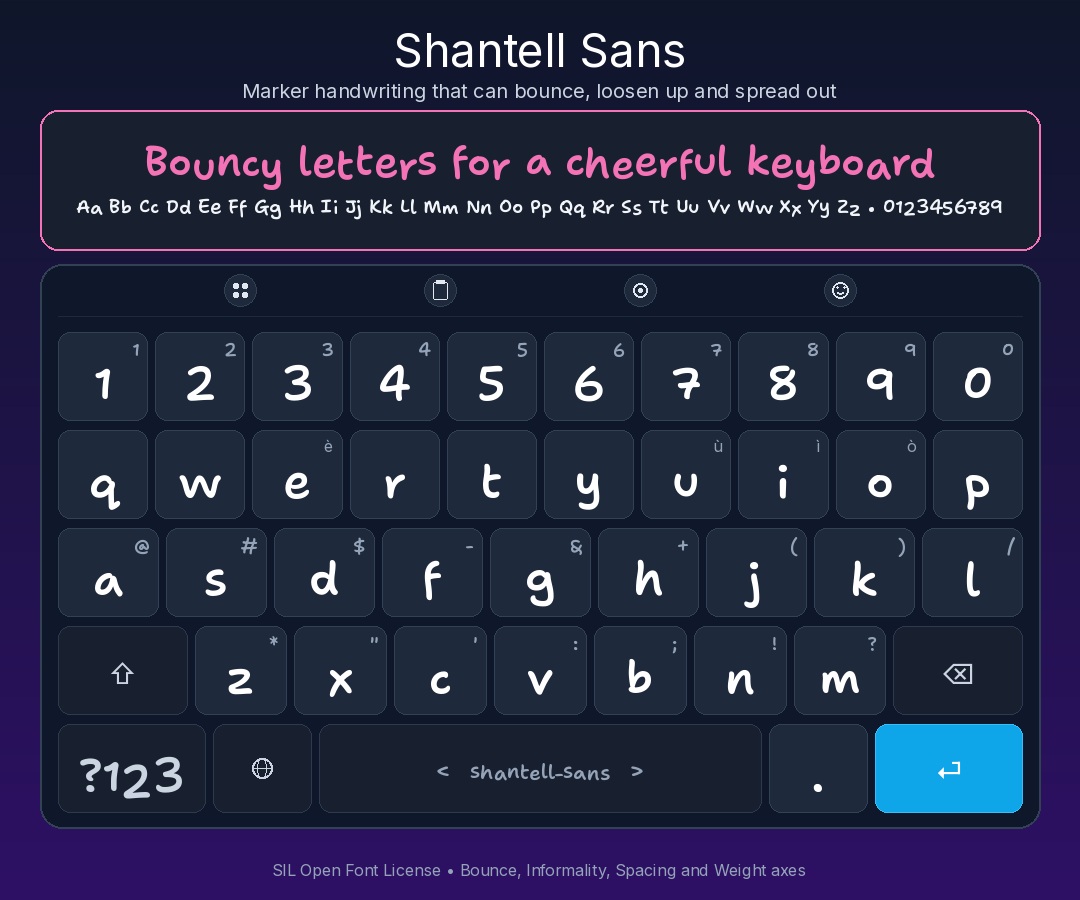 Shantell Sans
Marker handwriting that can bounce, loosen up and spread out
Bouncy letters for a cheerful keyboard
Aa Bb Cc Dd Ee Ff Gg Hh Ii Jj Kk Ll Mm Nn Oo Pp Qq Rr Ss Tt Uu Vv Ww Xx Yy Zz • 0123456789
1 2 3 4 5 6 7 8 9 0
1 2 3 4 5 6 7 8 9 0
è ù ì ò
q w e r t y u i o p
@ # $ - & + ( ) /
a s d f g h j k l
* " ' : ; ! ?
z x c v b n m
?123 < shantell-sans > .
SIL Open Font License • Bounce, Informality, Spacing and Weight axes